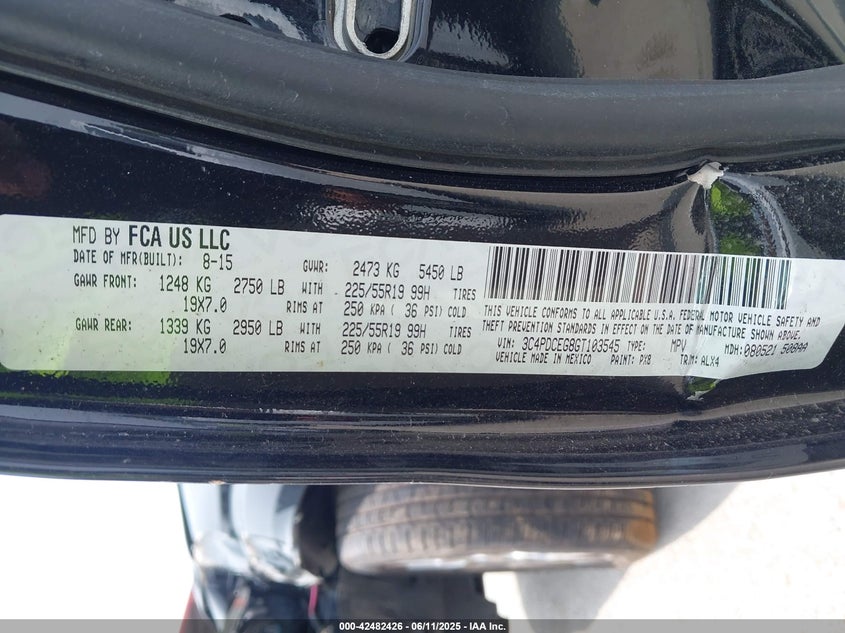 MFD BY FCA US LLC
DATE OF MFR(BUILT): 8-15 GVWR: 2473 KG 5450 LB
GAWR FRONT: 1248 KG 2750 LB WITH 225/55R19 99H TIRES
19X7.0 RIMS AT 250 KPA ( 36 PSI) COLD
GAWR REAR: 1339 KG 2950 LB WITH 225/55R19 99H TIRES
19X7.0 RIMS AT 250 KPA ( 36 PSI) COLD
THIS VEHICLE CONFORMS TO ALL APPLICABLE U.S.A. FEDERAL MOTOR VEHICLE SAFETY AND
THEFT PREVENTION STANDARDS IN EFFECT ON THE DATE OF MANUFACTURE SHOWN ABOVE.
VIN: 3C4PDCEG8GT103545 TYPE: MPV MDH: 080521 508AA
VEHICLE MADE IN MEXICO PAINT: PX8 TRIM: ALX4
000-42482426 - 06/11/2025 - IAA Inc.